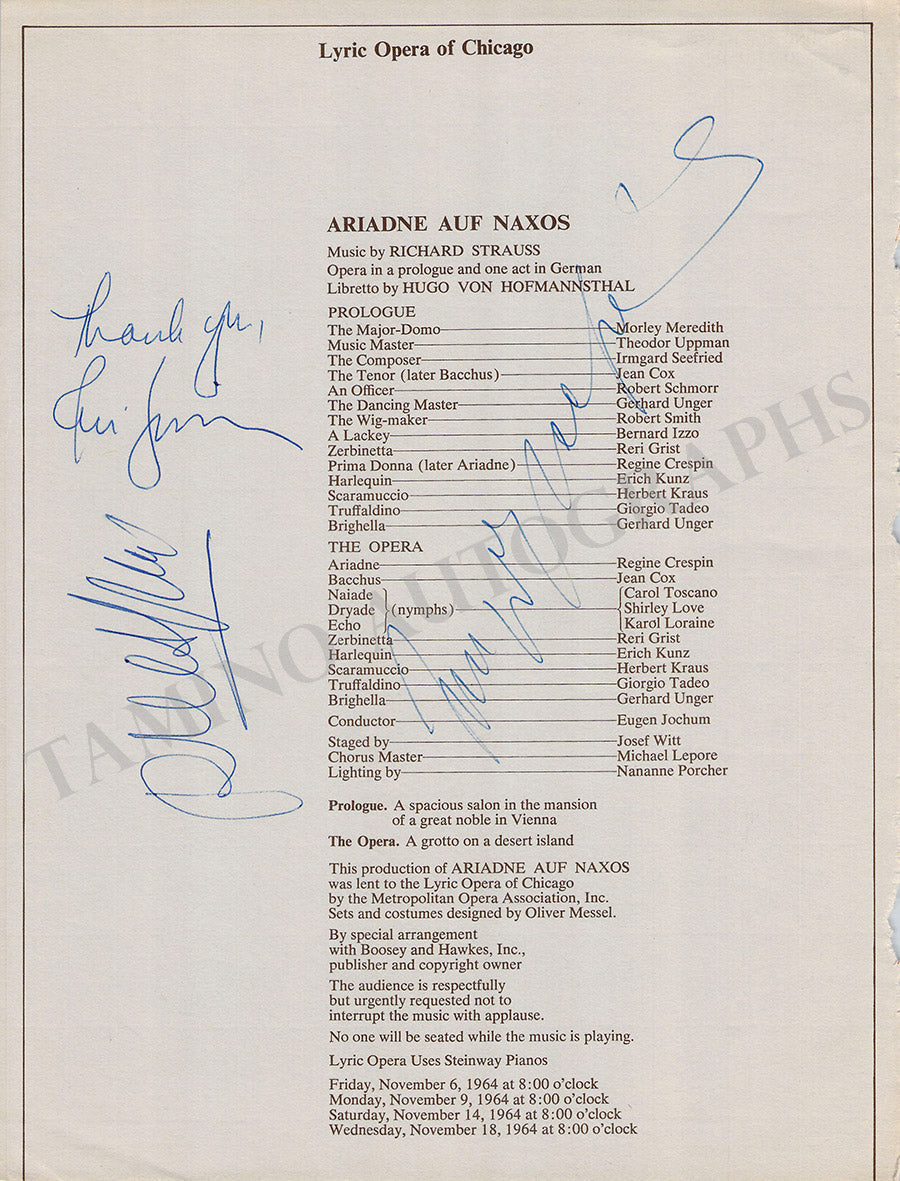 Lyric Opera of Chicago
ARIADNE AUF NAXOS
Music by RICHARD STRAUSS
Opera in a prologue and one act in German
Libretto by HUGO VON HOFMANNSTHAL
PROLOGUE
The Major-Domo Morley Meredith
Music Master Theodor Uppman
The Composer Irmgard Seefried
The Tenor (later Bacchus) Jean Cox
An Officer Robert Schmorr
The Dancing Master Gerhard Unger
The Wig-maker Robert Smith
A Lackey Bernard Izzo
Zerbinetta Reri Grist
Prima Donna (later Ariadne) Regine Crespin
Harlequin Erich Kunz
Scaramuccio Herbert Kraus
Truffaldino Giorgio Tadeo
Brighella Gerhard Unger
THE OPERA
Ariadne Regine Crespin
Bacchus Jean Cox
Naiade Carol Toscano
Dryade (nymphs) Shirley Love
Echo Karol Loraine
Zerbinetta Reri Grist
Harlequin Erich Kunz
Scaramuccio Herbert Kraus
Truffaldino Giorgio Tadeo
Brighella Gerhard Unger
Conductor Eugen Jochum
Staged by Josef Witt
Chorus Master Michael Lepore
Lighting by Nananne Porcher
Prologue. A spacious salon in the mansion
of a great noble in Vienna
The Opera. A grotto on a desert island
This production of ARIADNE AUF NAXOS
was lent to the Lyric Opera of Chicago
by the Metropolitan Opera Association, Inc.
Sets and costumes designed by Oliver Messel.
By special arrangement
with Boosey and Hawkes, Inc.,
publisher and copyright owner
The audience is respectfully
but urgently requested not to
interrupt the music with applause.
No one will be seated while the music is playing.
Lyric Opera Uses Steinway Pianos
Friday, November 6, 1964 at 8:00 o'clock
Monday, November 9, 1964 at 8:00 o'clock
Saturday, November 14, 1964 at 8:00 o'clock
Wednesday, November 18, 1964 at 8:00 o'clock
Thank you,
TAMINO AUTOGRAPHS